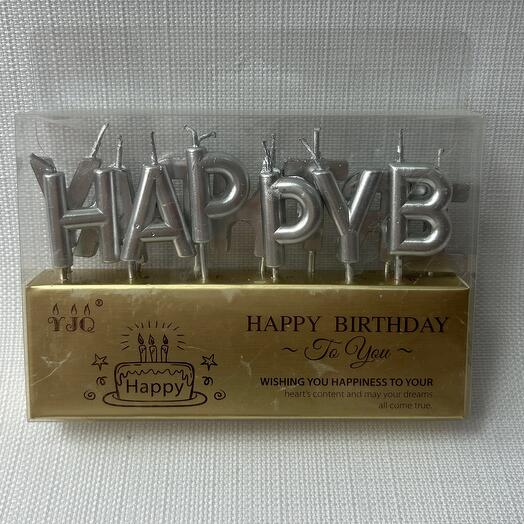 HAPPYB
YJQ®
Happy
HAPPY BIRTHDAY
~ To You ~
WISHING YOU HAPPINESS TO YOUR
heart's content and may your dreams
all come true.